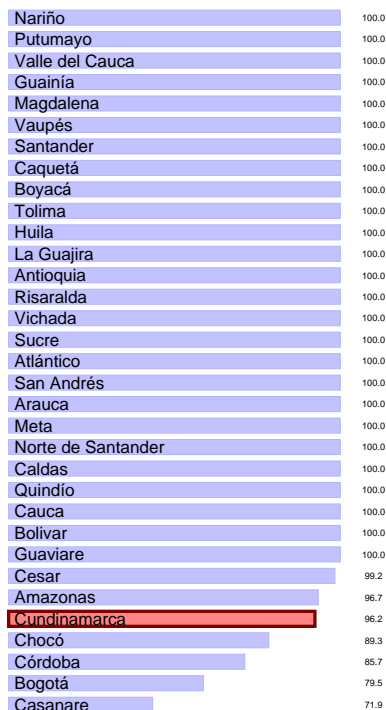 Nariño 100.0
Putumayo 100.0
Valle del Cauca 100.0
Guainía 100.0
Magdalena 100.0
Vaupés 100.0
Santander 100.0
Caquetá 100.0
Boyacá 100.0
Tolima 100.0
Huila 100.0
La Guajira 100.0
Antioquia 100.0
Risaralda 100.0
Vichada 100.0
Sucre 100.0
Atlántico 100.0
San Andrés 100.0
Arauca 100.0
Meta 100.0
Norte de Santander 100.0
Caldas 100.0
Quindío 100.0
Cauca 100.0
Bolivar 100.0
Guaviare 100.0
Cesar 99.2
Amazonas 96.7
Cundinamarca 96.2
Chocó 89.3
Córdoba 85.7
Bogotá 79.5
Casanare 71.9